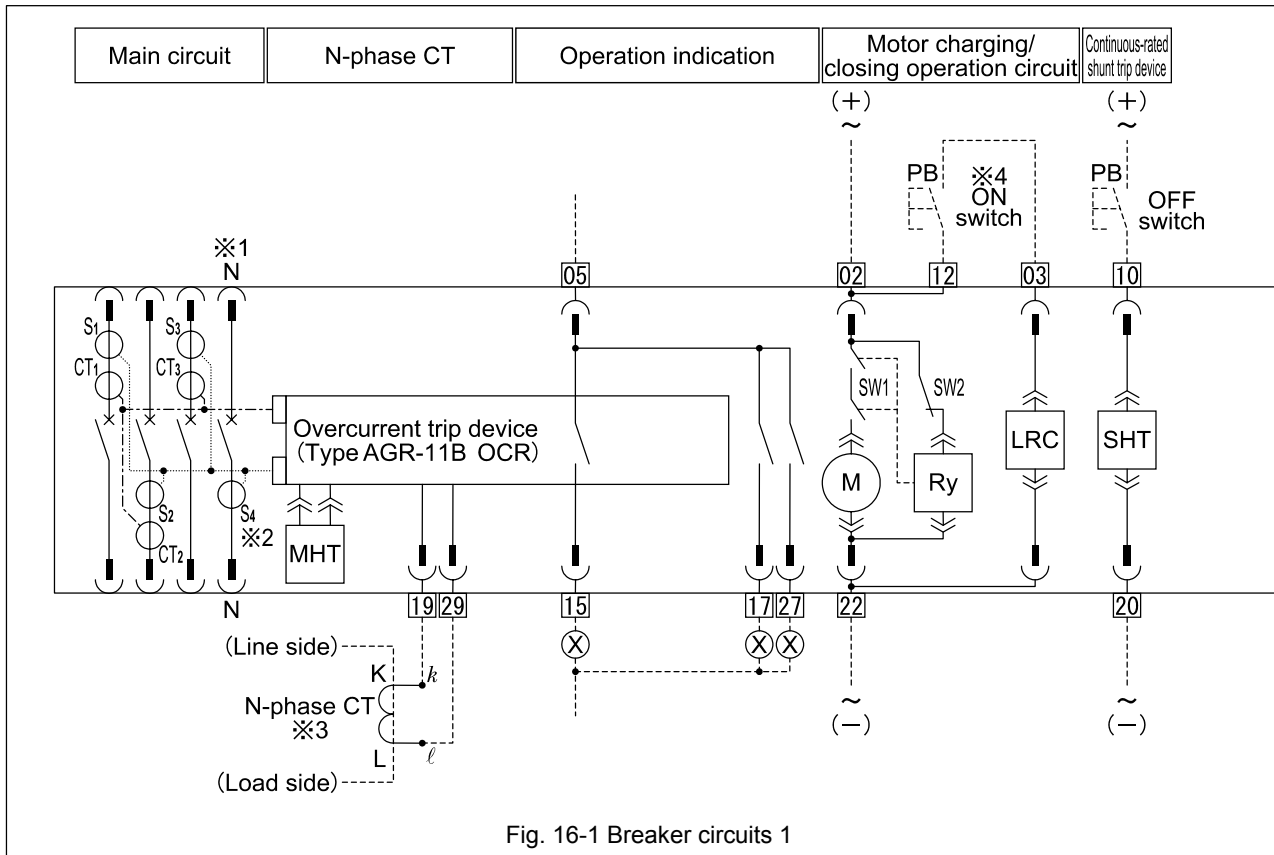 Main circuit
N-phase CT
Operation indication
Motor charging/
closing operation circuit
Continuous-rated
shunt trip device
(+)
~
(+)
~
PB
※4
ON
switch
PB
OFF
switch
※1
N
05
02
12
03
10
S1
S3
CT1
CT3
SW1
SW2
Overcurrent trip device
(Type AGR-11B OCR)
LRC
SHT
M
Ry
S2
S4
CT2
※2
MHT
N
19
29
15
17
27
22
20
X
X
X
(Line side)
K
k
N-phase CT
※3
L
ℓ
(Load side)
~
(−)
~
(−)
Fig. 16-1 Breaker circuits 1